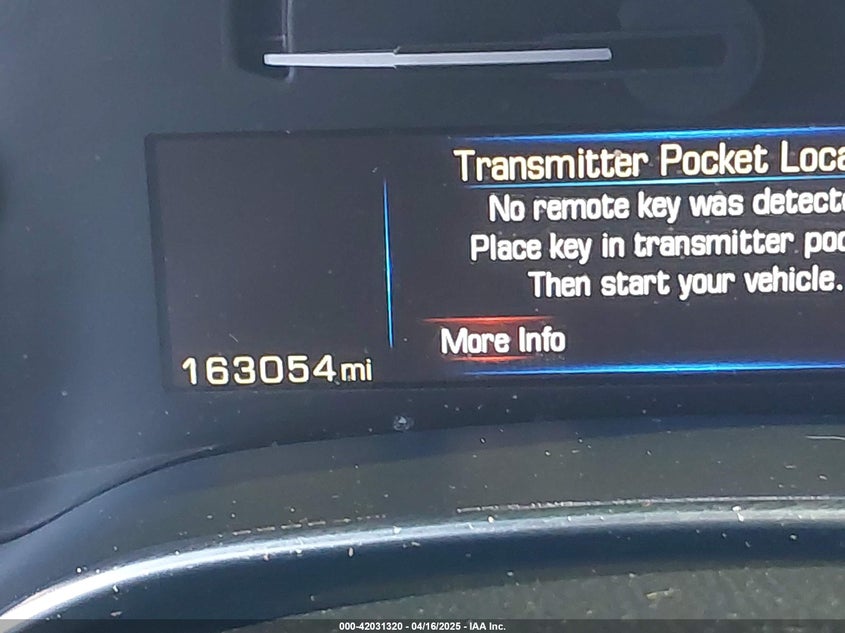 Transmitter Pocket Loca
No remote key was detecte
Place key in transmitter poc
Then start your vehicle.
More Info
163054mi
000-42031320 - 04/16/2025 - IAA Inc.